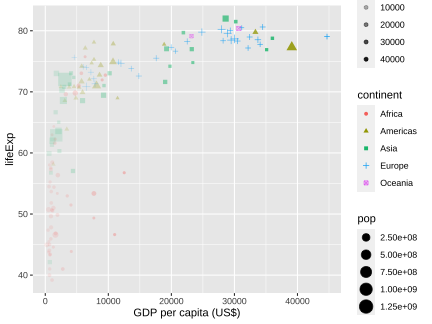 10000
20000
30000
40000
continent
Africa
Americas
Asia
Europe
Oceania
pop
2.50e+08
5.00e+08
7.50e+08
1.00e+09
1.25e+09
lifeExp
80
70
60
50
40
0 10000 20000 30000 40000
GDP per capita (US$)